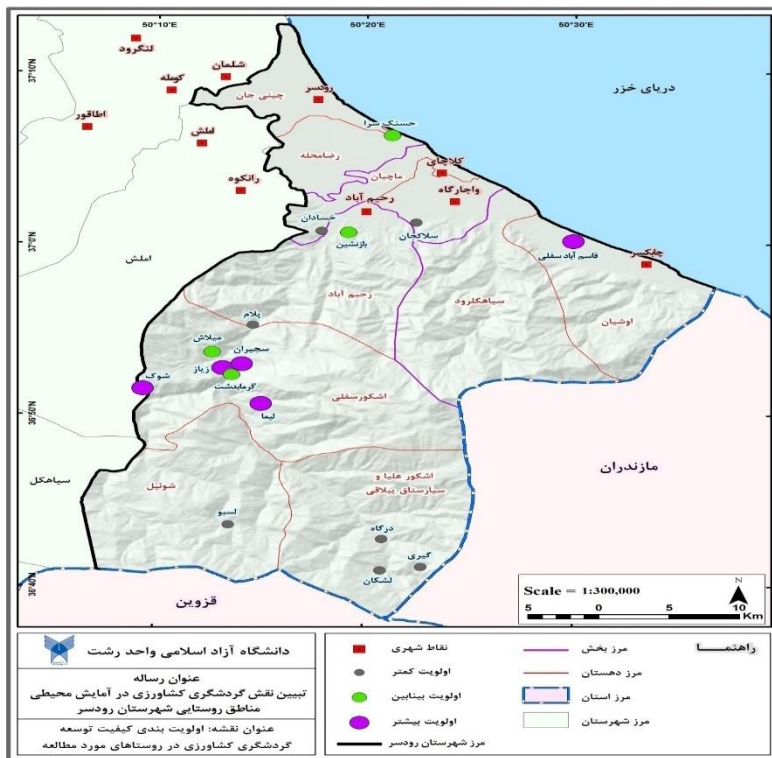 50°10'E
50°20'E
50°30'E
37°10'N
37°0'N
36°50'N
36°40'N
لنگرود
شلمان
کومله
اطاقور
املش
رانکوه
چینی جان
رودسر
حسنک سرا
دریای خزر
رضامحله
ماچیان
کلاچای
واجارگاه
رحیم آباد
خسادان
بازنشین
سلاکجان
قاسم آباد سفلی
چابکسر
املش
رحیم آباد
سیاهکلرود
اوشیان
پلام
میلاش
سجیران
زیاز
گرمابدشت
شوک
لیما
اشکورسفلی
مازندران
سیاهکل
شوئیل
اشکور علیا و
سیارستاق ییلاقی
لسبو
درگاه
گیری
لشکان
قزوین
Scale = 1:300,000
N
5 0 5 10
Km
راهنما
مرز بخش
مرز دهستان
مرز استان
مرز شهرستان
نقاط شهری
اولویت کمتر
اولویت بینابین
اولویت بیشتر
مرز شهرستان رودسر
دانشگاه آزاد اسلامی واحد رشت
عنوان رساله
تبیین نقش گردشگری کشاورزی در آمایش محیطی
مناطق روستایی شهرستان رودسر
عنوان نقشه: اولویت بندی کیفیت توسعه
گردشگری کشاورزی در روستاهای مورد مطالعه